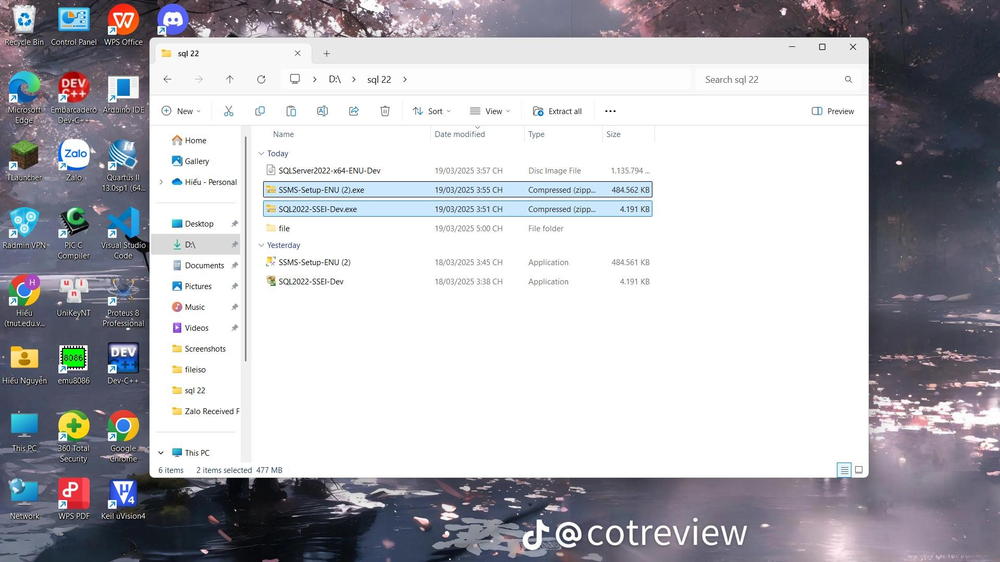 Recycle Bin
Control Panel
WPS Office
Microsoft Edge
Embarcadero Dev-C++
Arduino IDE
TLauncher
Zalo
Quartus II 13.0sp1 (64...
Radmin VPN
PIC C Compiler
Visual Studio Code
Hiếu (tnut.edu.v...
UniKeyNT
Proteus 8 Professional
Hiếu Nguyễn
emu8086
Dev-C++
This PC
360 Total Security
Google Chrome
Network
WPS PDF
Keil uVision4
DEV C++
Zalo
II
H
u i n
8086
DEV C++
μ V4
sql 22
D:\ sql 22
Search sql 22
New Sort View Extract all Preview
Home
Gallery
Hiếu - Personal
Desktop
D:\
Documents
Pictures
Music
Videos
Screenshots
fileiso
sql 22
Zalo Received F
This PC
Name Date modified Type Size
Today
SQLServer2022-x64-ENU-Dev 19/03/2025 3:57 CH Disc Image File 1.135.794 ...
SSMS-Setup-ENU (2).exe 19/03/2025 3:55 CH Compressed (zipp... 484.562 KB
SQL2022-SSEI-Dev.exe 19/03/2025 3:51 CH Compressed (zipp... 4.191 KB
file 19/03/2025 5:00 CH File folder
Yesterday
SSMS-Setup-ENU (2) 18/03/2025 3:45 CH Application 484.561 KB
SQL2022-SSEI-Dev 18/03/2025 3:38 CH Application 4.191 KB
6 items 2 items selected 477 MB
@cotreview